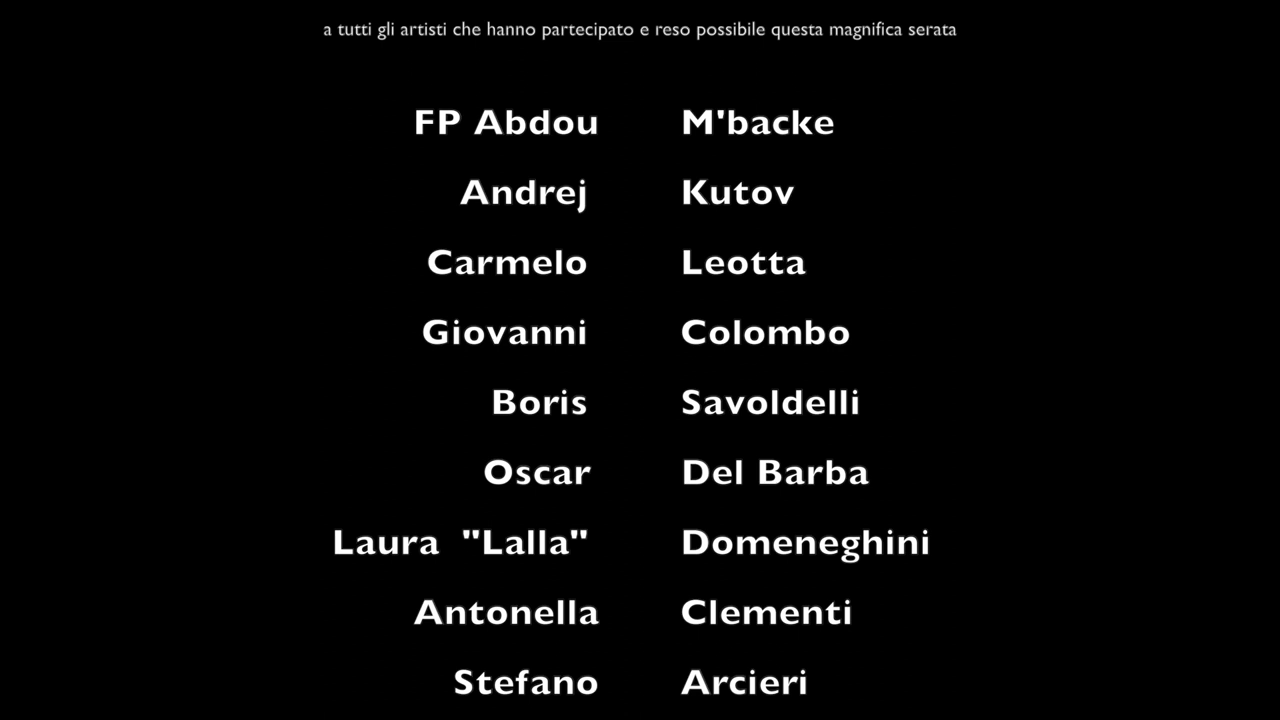 a tutti gli artisti che hanno partecipato e reso possibile questa magnifica serata
FP Abdou M'backe
Andrej Kutov
Carmelo Leotta
Giovanni Colombo
Boris Savoldelli
Oscar Del Barba
Laura "Lalla" Domeneghini
Antonella Clementi
Stefano Arcieri